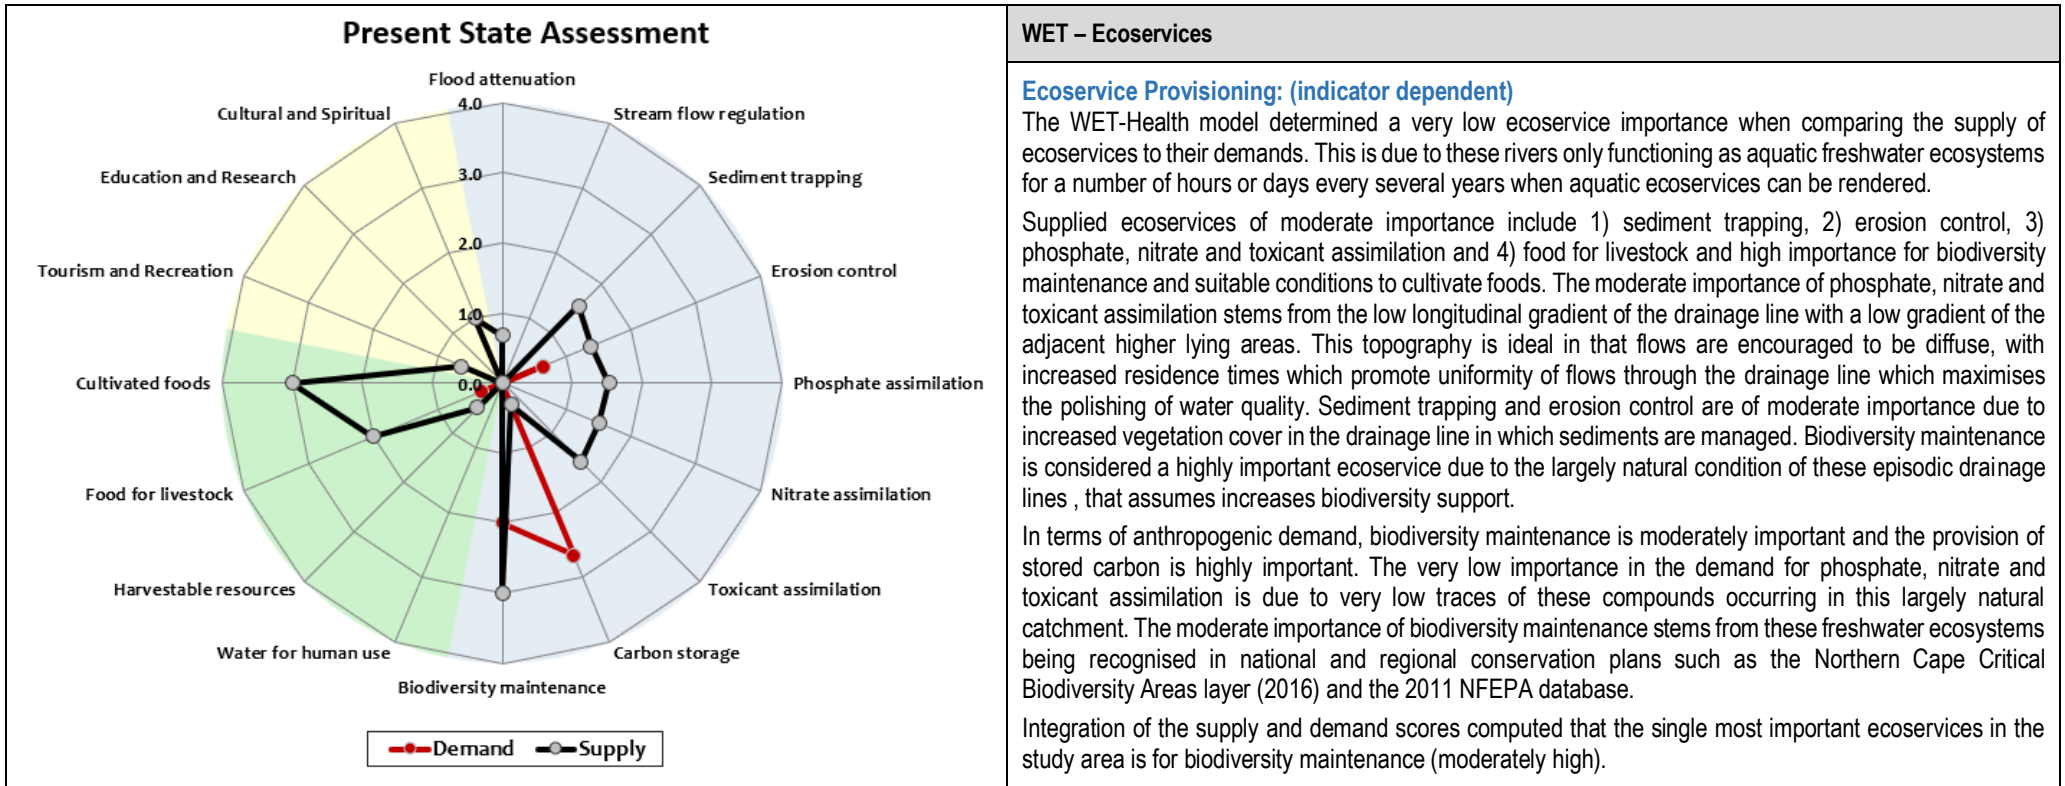 Present State Assessment
Flood attenuation
4.0
Cultural and Spiritual
Stream flow regulation
Education and Research
3.0
Sediment trapping
Tourism and Recreation
2.0
Erosion control
1.0
Cultivated foods
0.0
Phosphate assimilation
Food for livestock
Nitrate assimilation
Harvestable resources
Toxicant assimilation
Water for human use
Carbon storage
Biodiversity maintenance
Demand
Supply
WET – Ecoservices
Ecoservice Provisioning: (indicator dependent)
The WET-Health model determined a very low ecoservice importance when comparing the supply of
ecoservices to their demands. This is due to these rivers only functioning as aquatic freshwater ecosystems
for a number of hours or days every several years when aquatic ecoservices can be rendered.
Supplied ecoservices of moderate importance include 1) sediment trapping, 2) erosion control, 3)
phosphate, nitrate and toxicant assimilation and 4) food for livestock and high importance for biodiversity
maintenance and suitable conditions to cultivate foods. The moderate importance of phosphate, nitrate and
toxicant assimilation stems from the low longitudinal gradient of the drainage line with a low gradient of the
adjacent higher lying areas. This topography is ideal in that flows are encouraged to be diffuse, with
increased residence times which promote uniformity of flows through the drainage line which maximises
the polishing of water quality. Sediment trapping and erosion control are of moderate importance due to
increased vegetation cover in the drainage line in which sediments are managed. Biodiversity maintenance
is considered a highly important ecoservice due to the largely natural condition of these episodic drainage
lines , that assumes increases biodiversity support.
In terms of anthropogenic demand, biodiversity maintenance is moderately important and the provision of
stored carbon is highly important. The very low importance in the demand for phosphate, nitrate and
toxicant assimilation is due to very low traces of these compounds occurring in this largely natural
catchment. The moderate importance of biodiversity maintenance stems from these freshwater ecosystems
being recognised in national and regional conservation plans such as the Northern Cape Critical
Biodiversity Areas layer (2016) and the 2011 NFEPA database.
Integration of the supply and demand scores computed that the single most important ecoservices in the
study area is for biodiversity maintenance (moderately high).